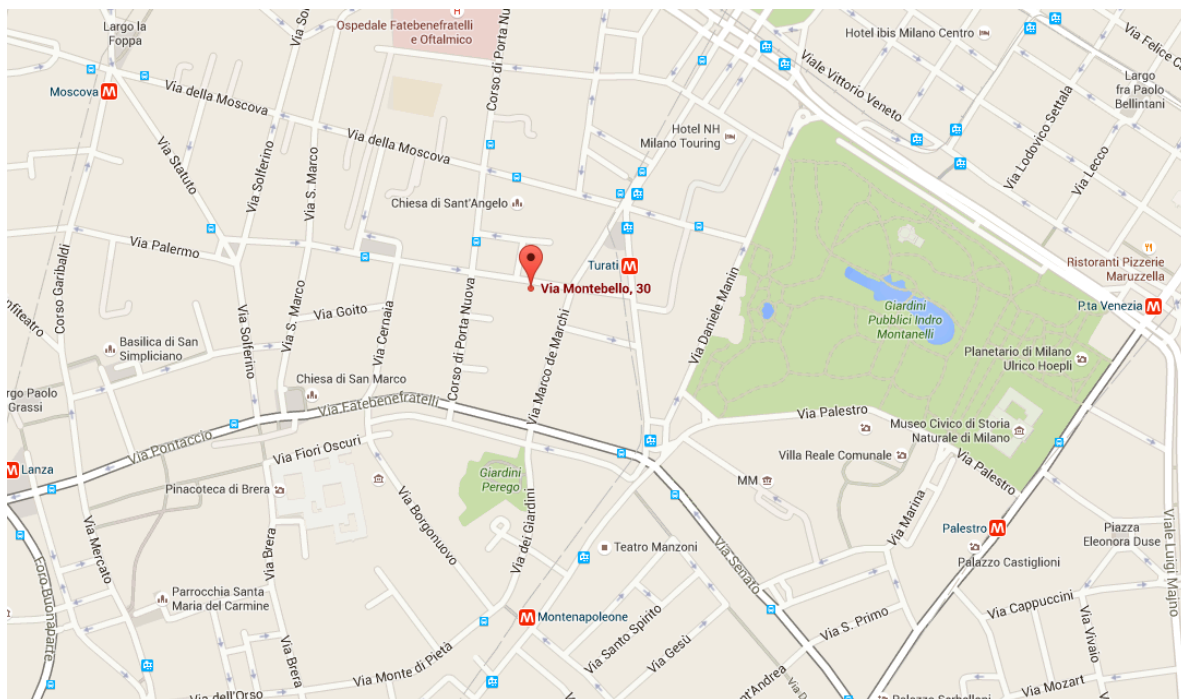 Largo la
Foppa
Ospedale Fatebenefratelli
e Oftalmico
Corso di Porta Nuova
Hotel ibis Milano Centro
Viale Vittorio Veneto
Via Lodovico Settala
Largo
fra Paolo
Bellintani
Via Lecco
Moscova
Via della Moscova
Via della Moscova
Hotel NH
Milano Touring
Via Statuto
Via Solferino
Via S. Marco
Chiesa di Sant'Angelo
Via Palermo
Corso Garibaldi
Turati
Via Montebello, 30
Via Daniele Manin
Ristoranti Pizzerie
Maruzzella
P.ta Venezia
Giardini
Pubblici Indro
Montanelli
Planetario di Milano
Ulrico Hoepli
Via Goito
Via S. Marco
Via Cernaia
Corso di Porta Nuova
Via Marco de Marchi
Basilica di San
Simpliciano
Via Solferino
Chiesa di San Marco
Via Fatebenefratelli
Via Palestro
Museo Civico di Storia
Naturale di Milano
Villa Reale Comunale
Via Palestro
Grassi
Via Pontaccio
Lanza
Via Fiori Oscuri
Pinacoteca di Brera
Via Borgonuovo
Giardini
Perego
Via dei Giardini
MM
Via Marina
Palestro
Palazzo Castiglioni
Piazza
Eleonora Duse
Viale Luigi Majno
Via Mercato
Foro Buonaparte
Via Brera
Teatro Manzoni
Via Senato
Parrocchia Santa
Maria del Carmine
Montenapoleone
Via Santo Spirito
Via Gesù
Via S. Primo
Via Cappuccini
Via Vivaio
Via Brera
Via Monte di Pietà
Via dell'Orso
Via Mozart